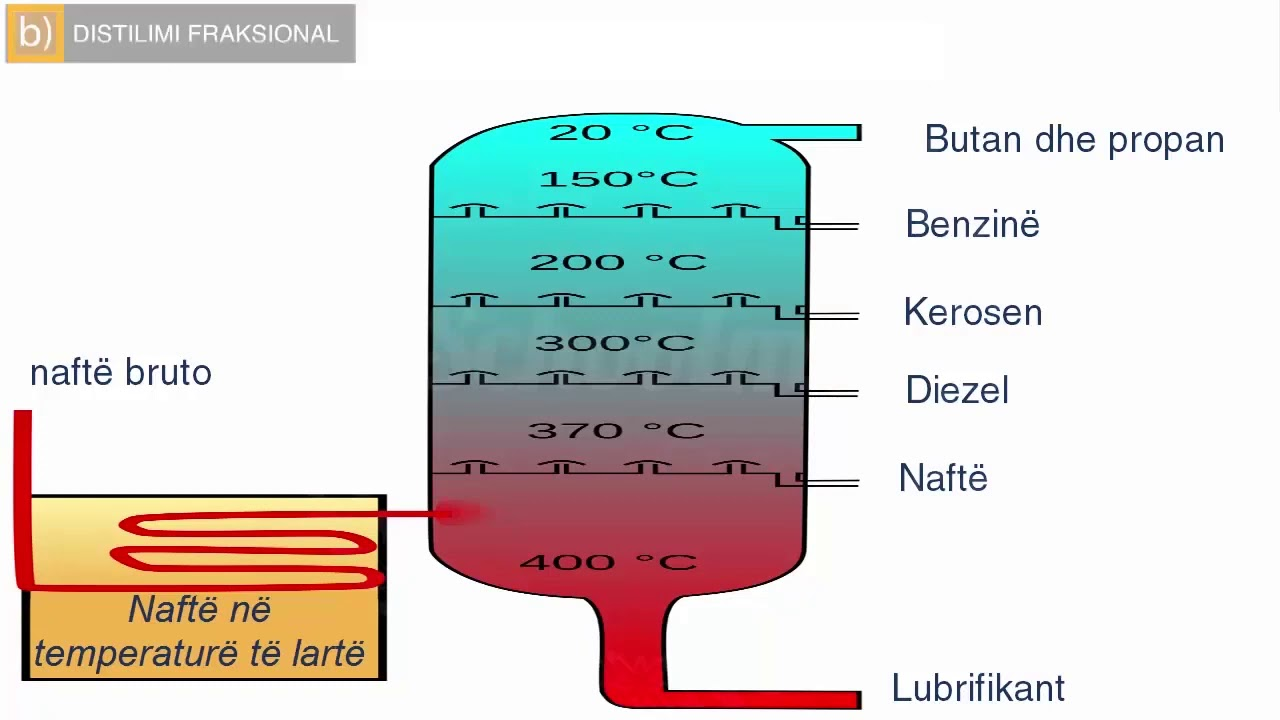 b) DISTILIMI FRAKSIONAL
20 °C
Butan dhe propan
150°C
Benzinë
200 °C
Kerosen
300°C
naftë bruto
Diezel
370 °C
Naftë
400 °C
Naftë në
temperaturë të lartë
Lubrifikant